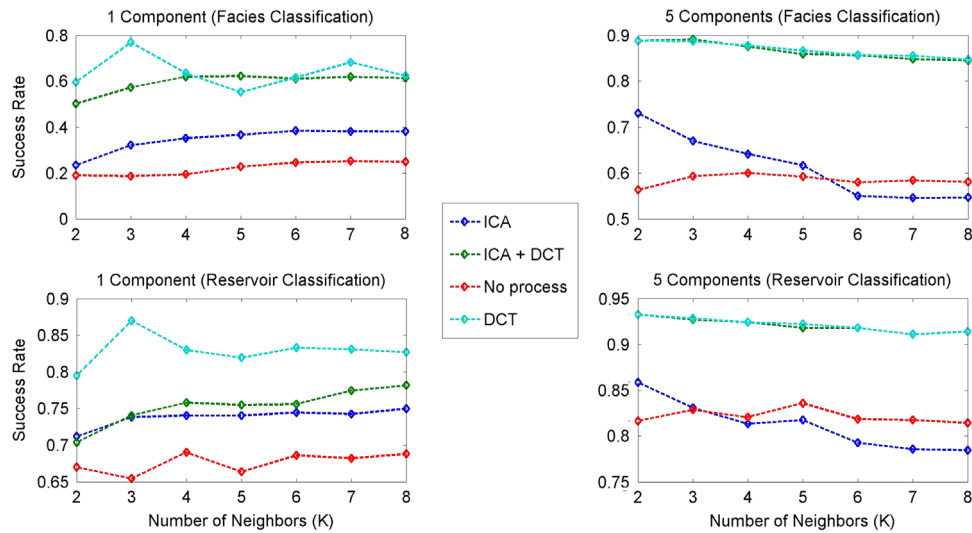 1 Component (Facies Classification)
0.8
0.6
0.4
0.2
0
Success Rate
2 3 4 5 6 7 8
5 Components (Facies Classification)
0.9
0.8
0.7
0.6
0.5
2 3 4 5 6 7 8
ICA
ICA + DCT
No process
DCT
1 Component (Reservoir Classification)
0.9
0.85
0.8
0.75
0.7
0.65
Success Rate
2 3 4 5 6 7 8
Number of Neighbors (K)
5 Components (Reservoir Classification)
0.95
0.9
0.85
0.8
0.75
2 3 4 5 6 7 8
Number of Neighbors (K)